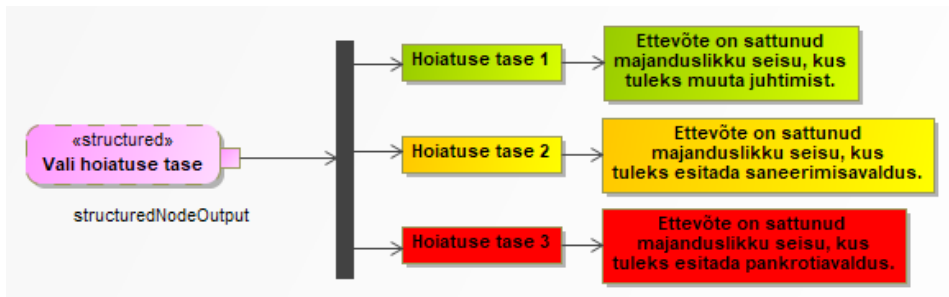 «structured»
Vali hoiatuse tase
structuredNodeOutput
Hoiatuse tase 1
Ettevõte on sattunud
majanduslikku seisu, kus
tuleks muuta juhtimist.
Hoiatuse tase 2
Ettevõte on sattunud
majanduslikku seisu, kus
tuleks esitada saneerimisavaldus.
Hoiatuse tase 3
Ettevõte on sattunud
majanduslikku seisu, kus
tuleks esitada pankrotiavaldus.